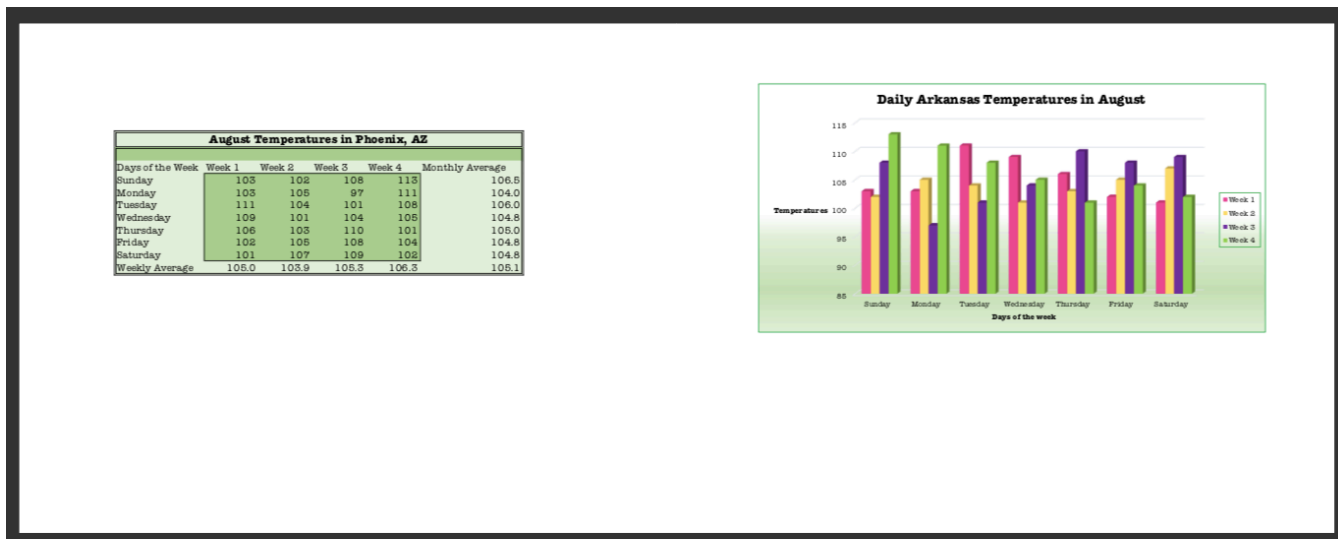 August Temperatures in Phoenix, AZ
Days of the Week Week 1 Week 2 Week 3 Week 4 Monthly Average
Sunday 103 102 108 113 106.5
Monday 103 105 97 111 104.0
Tuesday 111 104 101 108 106.0
Wednesday 109 101 104 105 104.8
Thursday 106 103 110 101 105.0
Friday 102 105 108 104 104.8
Saturday 101 107 109 102 104.8
Weekly Average 105.0 103.9 105.3 106.3 105.1
Daily Arkansas Temperatures in August
115
110
105
Temperatures 100
95
90
85
Sunday Monday Tuesday Wednesday Thursday Friday Saturday
Days of the week
Week 1
Week 2
Week 3
Week 4